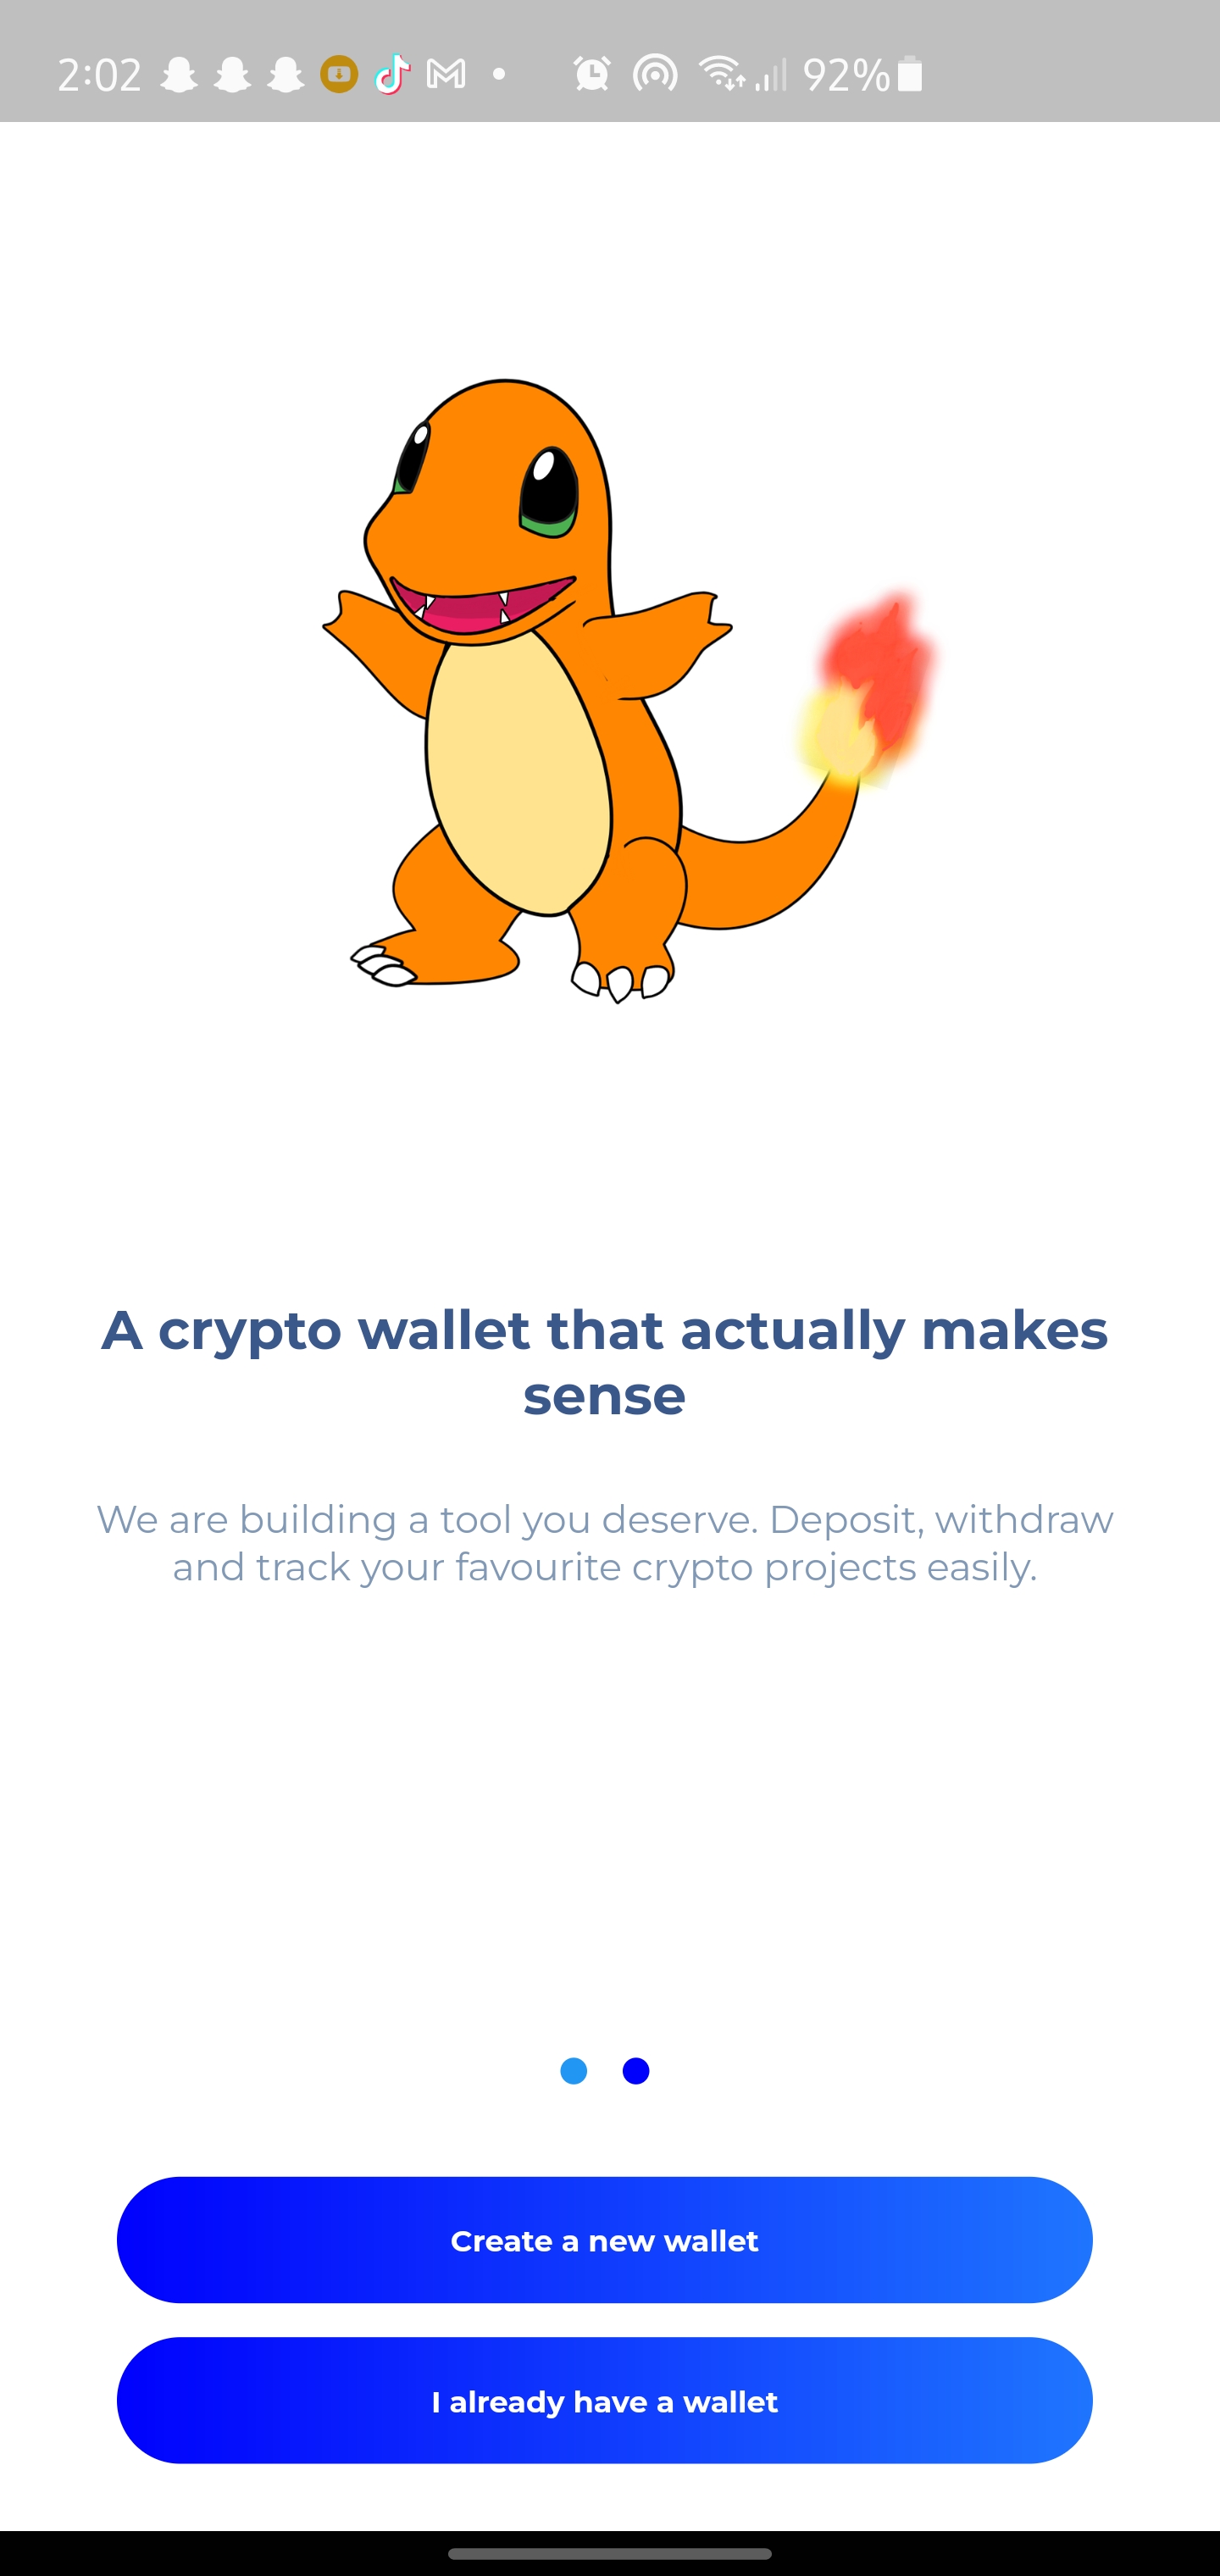 2:02 92%
A crypto wallet that actually makes
sense
We are building a tool you deserve. Deposit, withdraw
and track your favourite crypto projects easily.
Create a new wallet
I already have a wallet